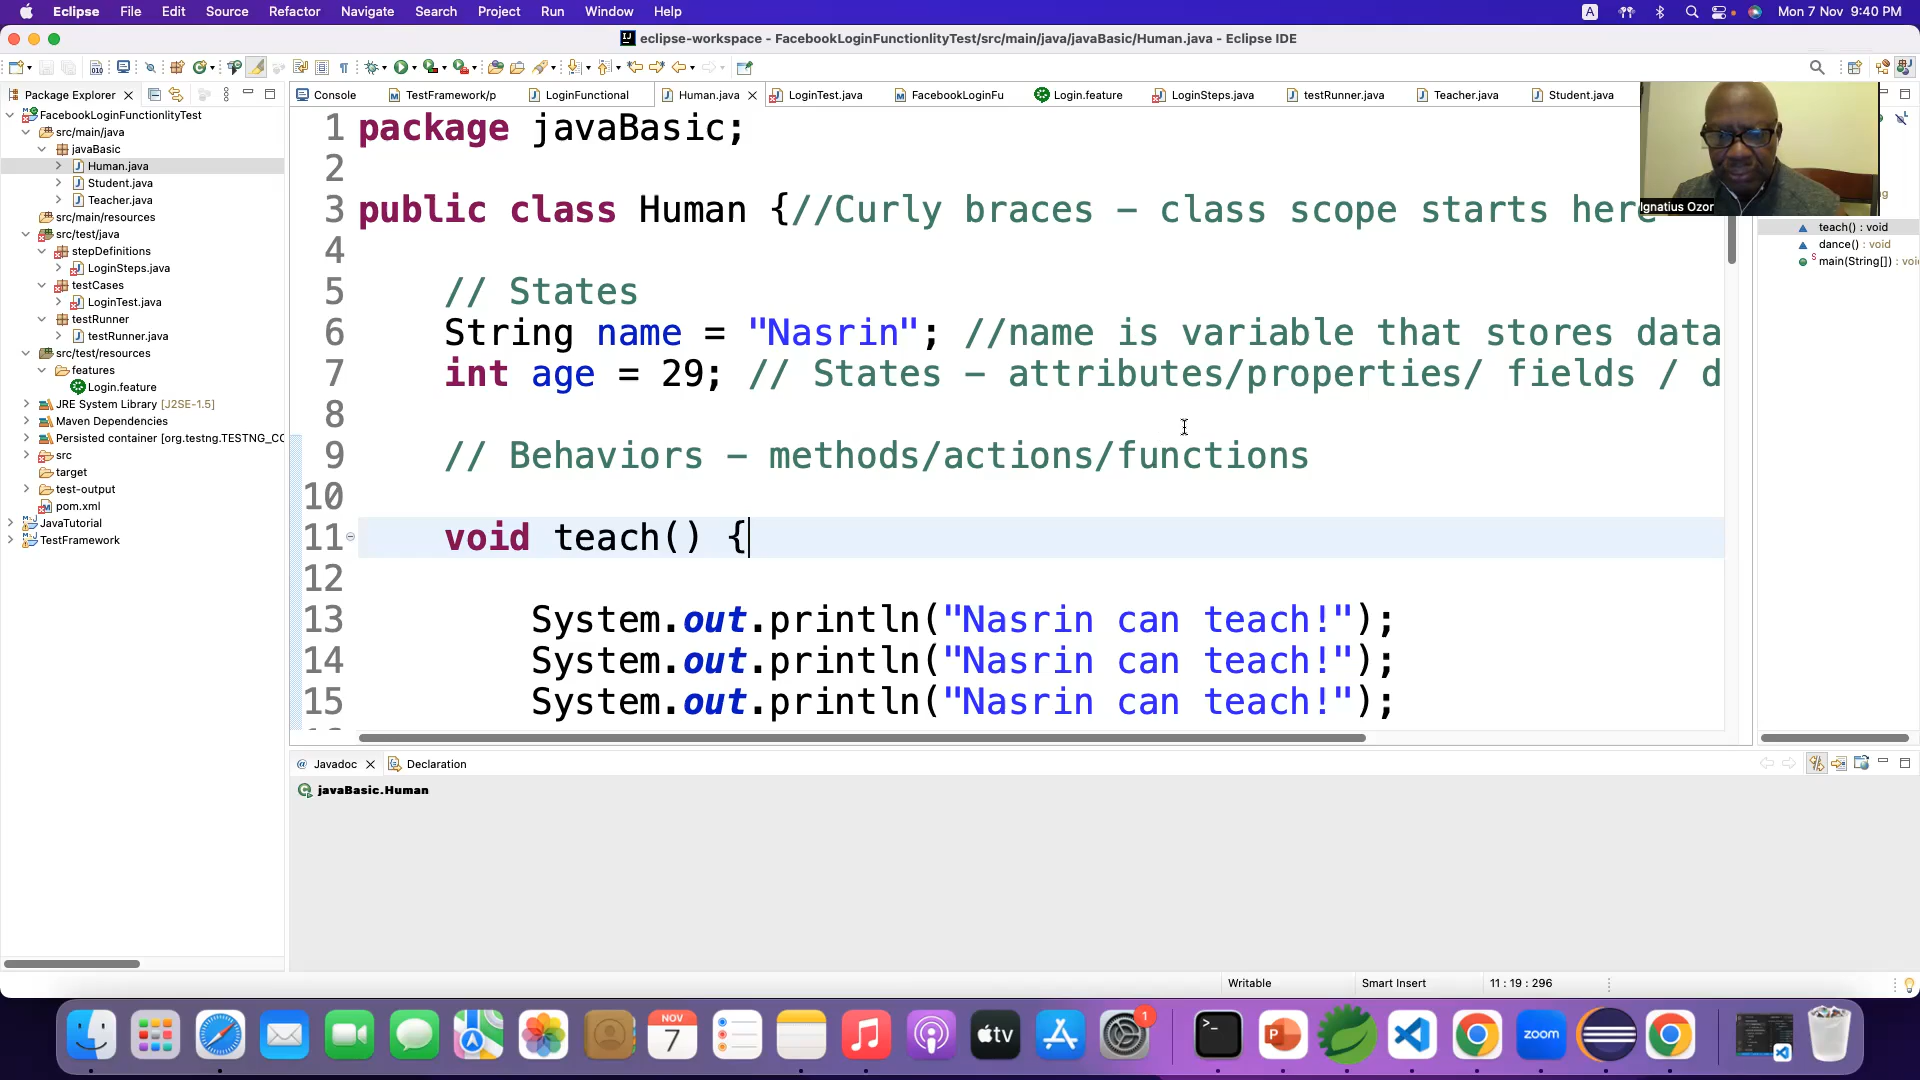 Eclipse File Edit Source Refactor Navigate Search Project Run Window Help A Mon 7 Nov 9:40 PM
eclipse-workspace - FacebookLoginFunctionlityTest/src/main/java/javaBasic/Human.java - Eclipse IDE
Package Explorer
Console TestFramework/p LoginFunctional Human.java LoginTest.java FacebookLoginFu Login.feature LoginSteps.java testRunner.java Teacher.java Student.java
FacebookLoginFunctionlityTest
src/main/java
javaBasic
Human.java
Student.java
Teacher.java
src/main/resources
src/test/java
stepDefinitions
LoginSteps.java
testCases
LoginTest.java
testRunner
testRunner.java
src/test/resources
features
Login.feature
JRE System Library [J2SE-1.5]
Maven Dependencies
Persisted container [org.testng.TESTNG_CC
src
target
test-output
pom.xml
JavaTutorial
TestFramework
1 package javaBasic;
2
3 public class Human {//Curly braces – class scope starts here
4
5 // States
6 String name = "Nasrin"; //name is variable that stores data
7 int age = 29; // States – attributes/properties/ fields / d
8
9 // Behaviors – methods/actions/functions
10
11 void teach() {
12
13 System.out.println("Nasrin can teach!");
14 System.out.println("Nasrin can teach!");
15 System.out.println("Nasrin can teach!");
Ignatius Ozor
teach() : void
dance() : void
main(String[]) : voi
@ Javadoc Declaration
javaBasic.Human
Writable Smart Insert 11 : 19 : 296
NOV
7
tv
1
zoom